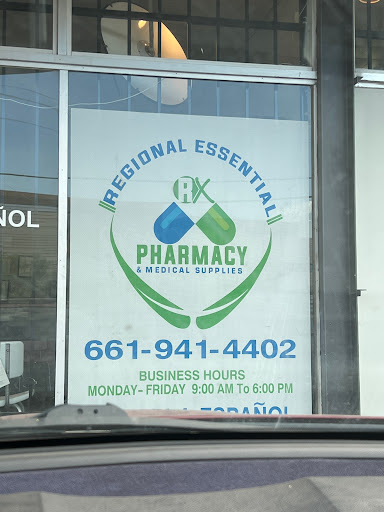 REGIONAL ESSENTIAL
RX
PHARMACY
& MEDICAL SUPPLIES
661-941-4402
BUSINESS HOURS
MONDAY- FRIDAY 9:00 AM To 6:00 PM
ESPAÑOL
ÑOL